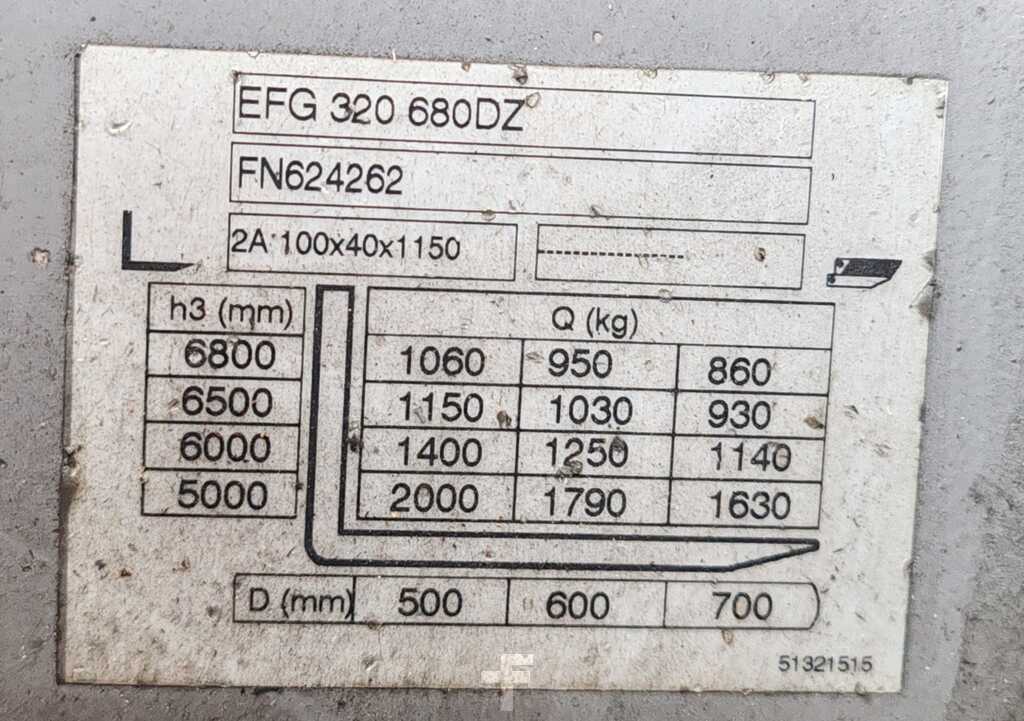 EFG 320 680DZ
FN624262
2A 100x40x1150 ------------------
h3 (mm) Q (kg)
6800 1060 950 860
6500 1150 1030 930
6000 1400 1250 1140
5000 2000 1790 1630
D (mm) 500 600 700
51321515